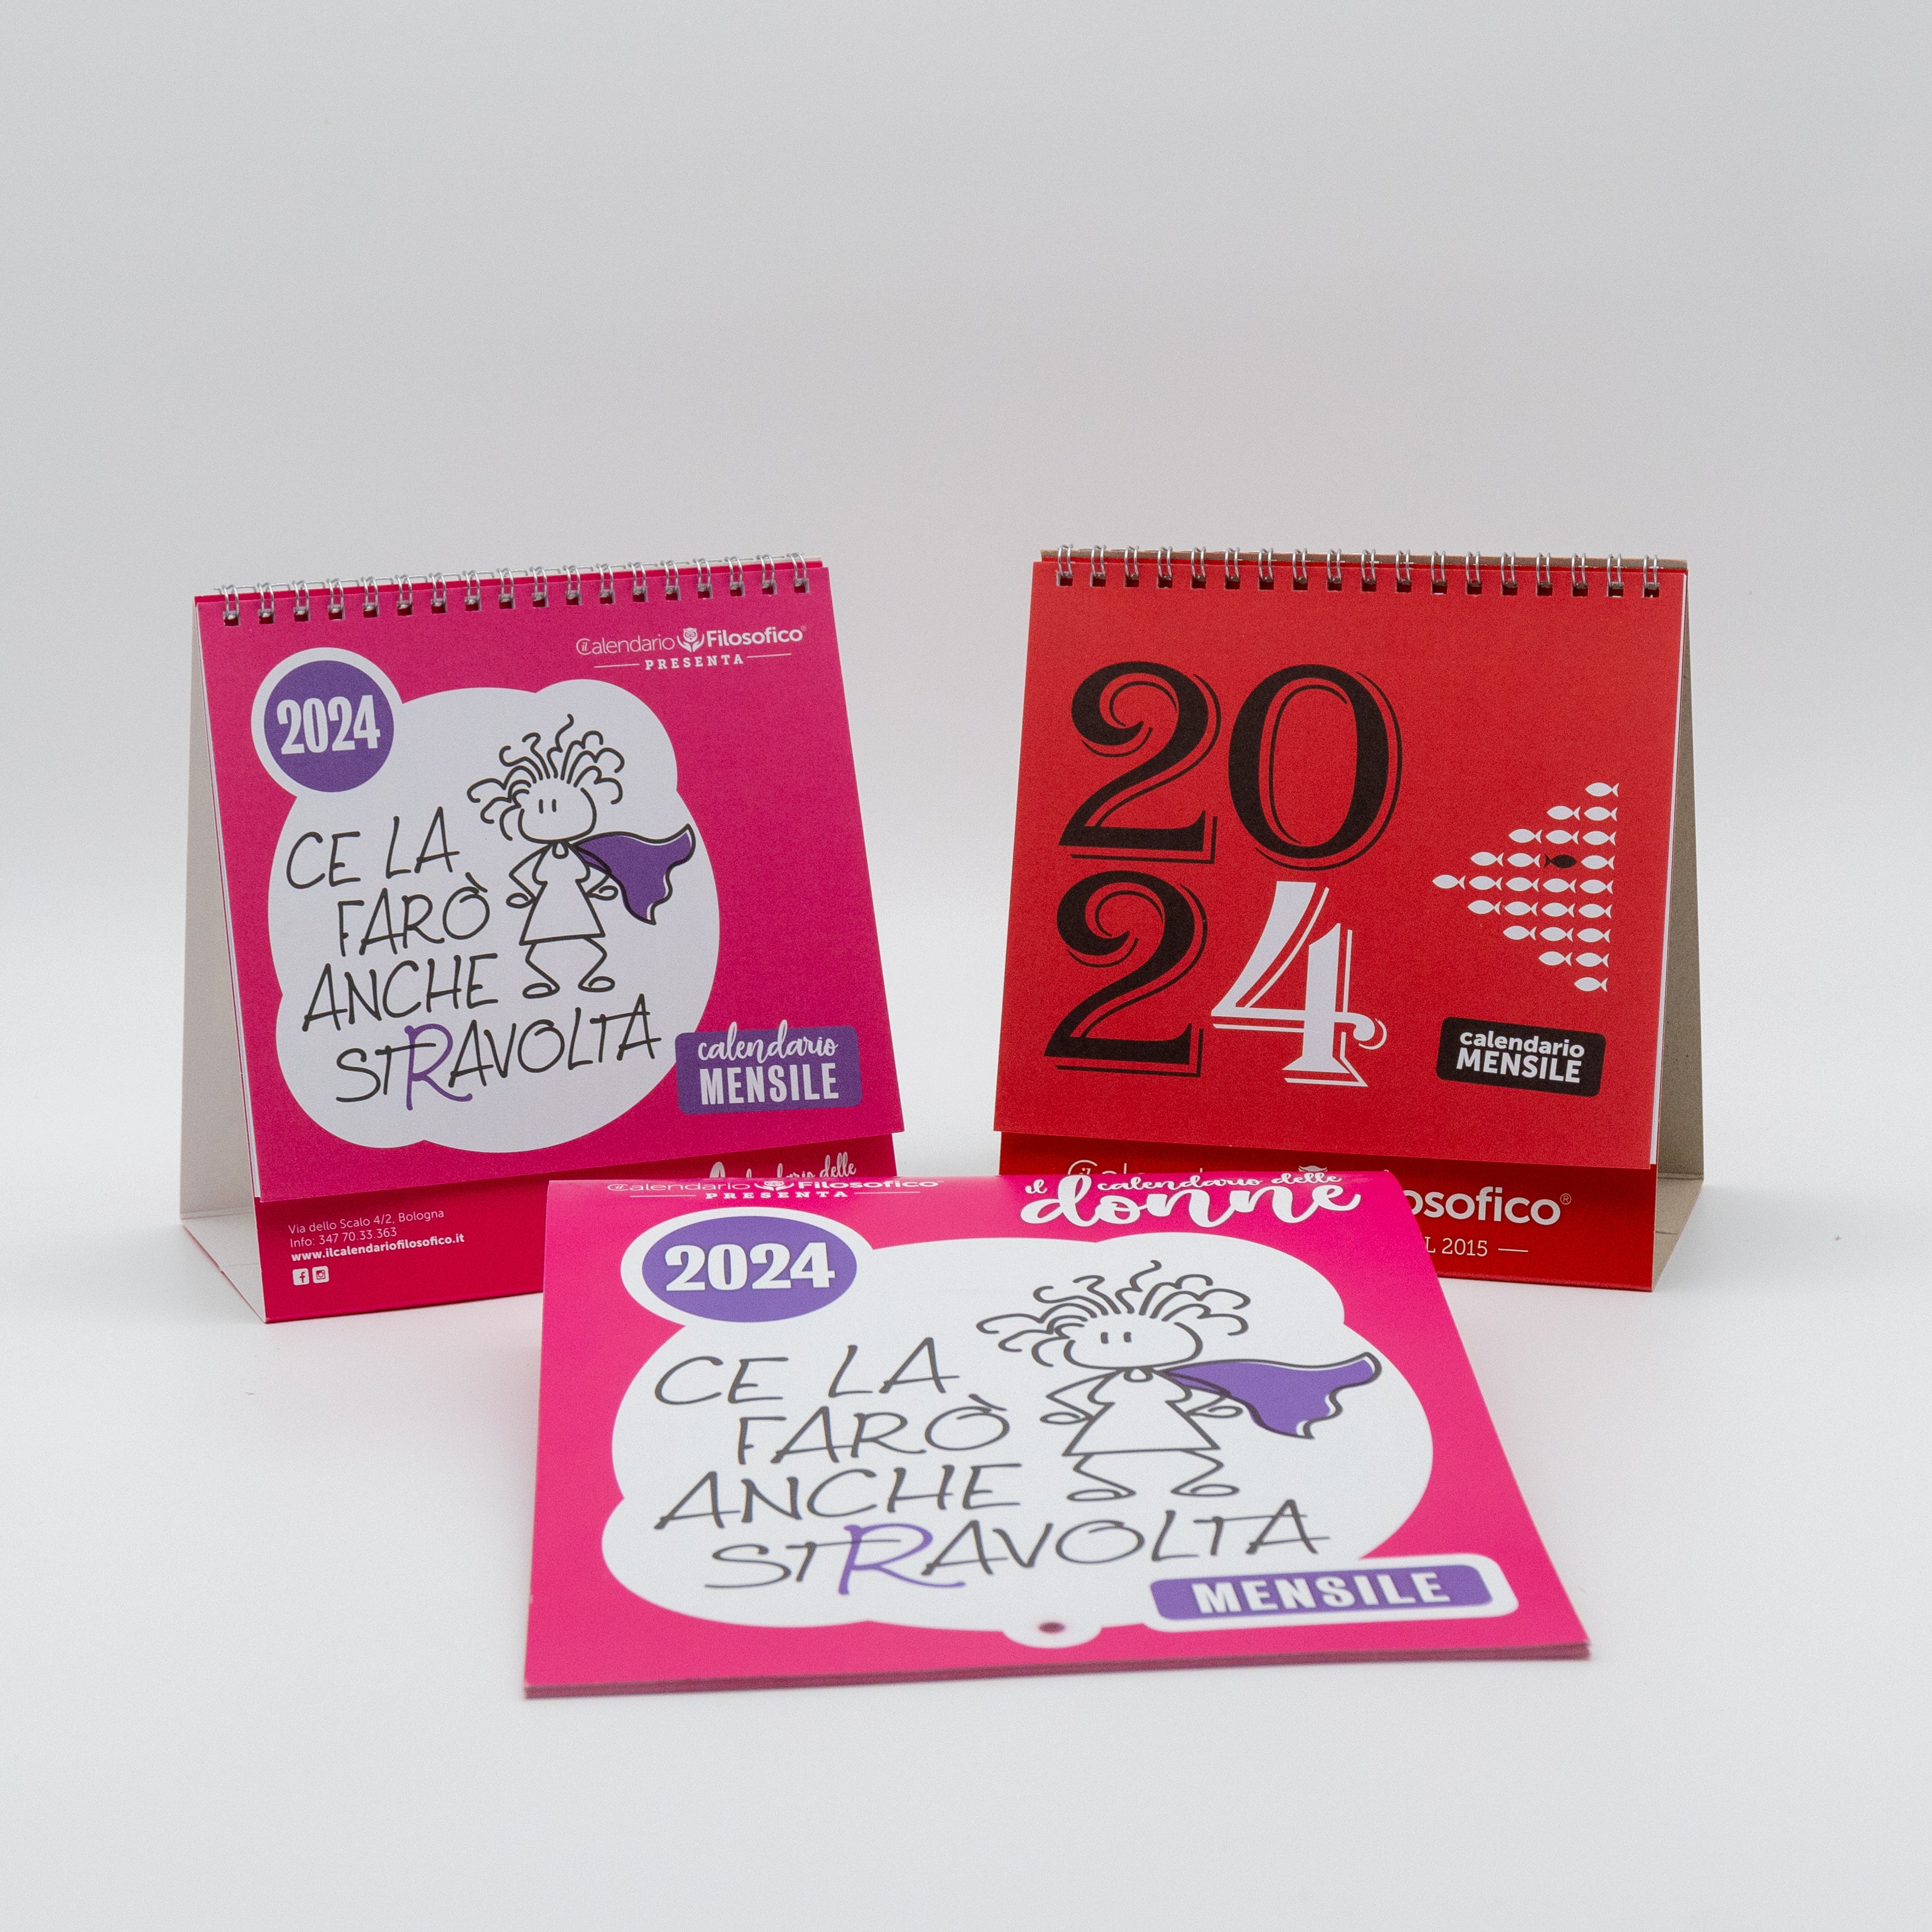 il Calendario Filosofico®
PRESENTA
2024
CE LA
FARÒ
ANCHE
STRAVOLTA
calendario
MENSILE
Via dello Scalo 4/2, Bologna
Info: 347 70.33.363
www.ilcalendariofilosofico.it
20
24
calendario
MENSILE
losofico®
2015
il Calendario Filosofico®
PRESENTA
il calendario delle
donne
2024
CE LA
FARÒ
ANCHE
STRAVOLTA
MENSILE